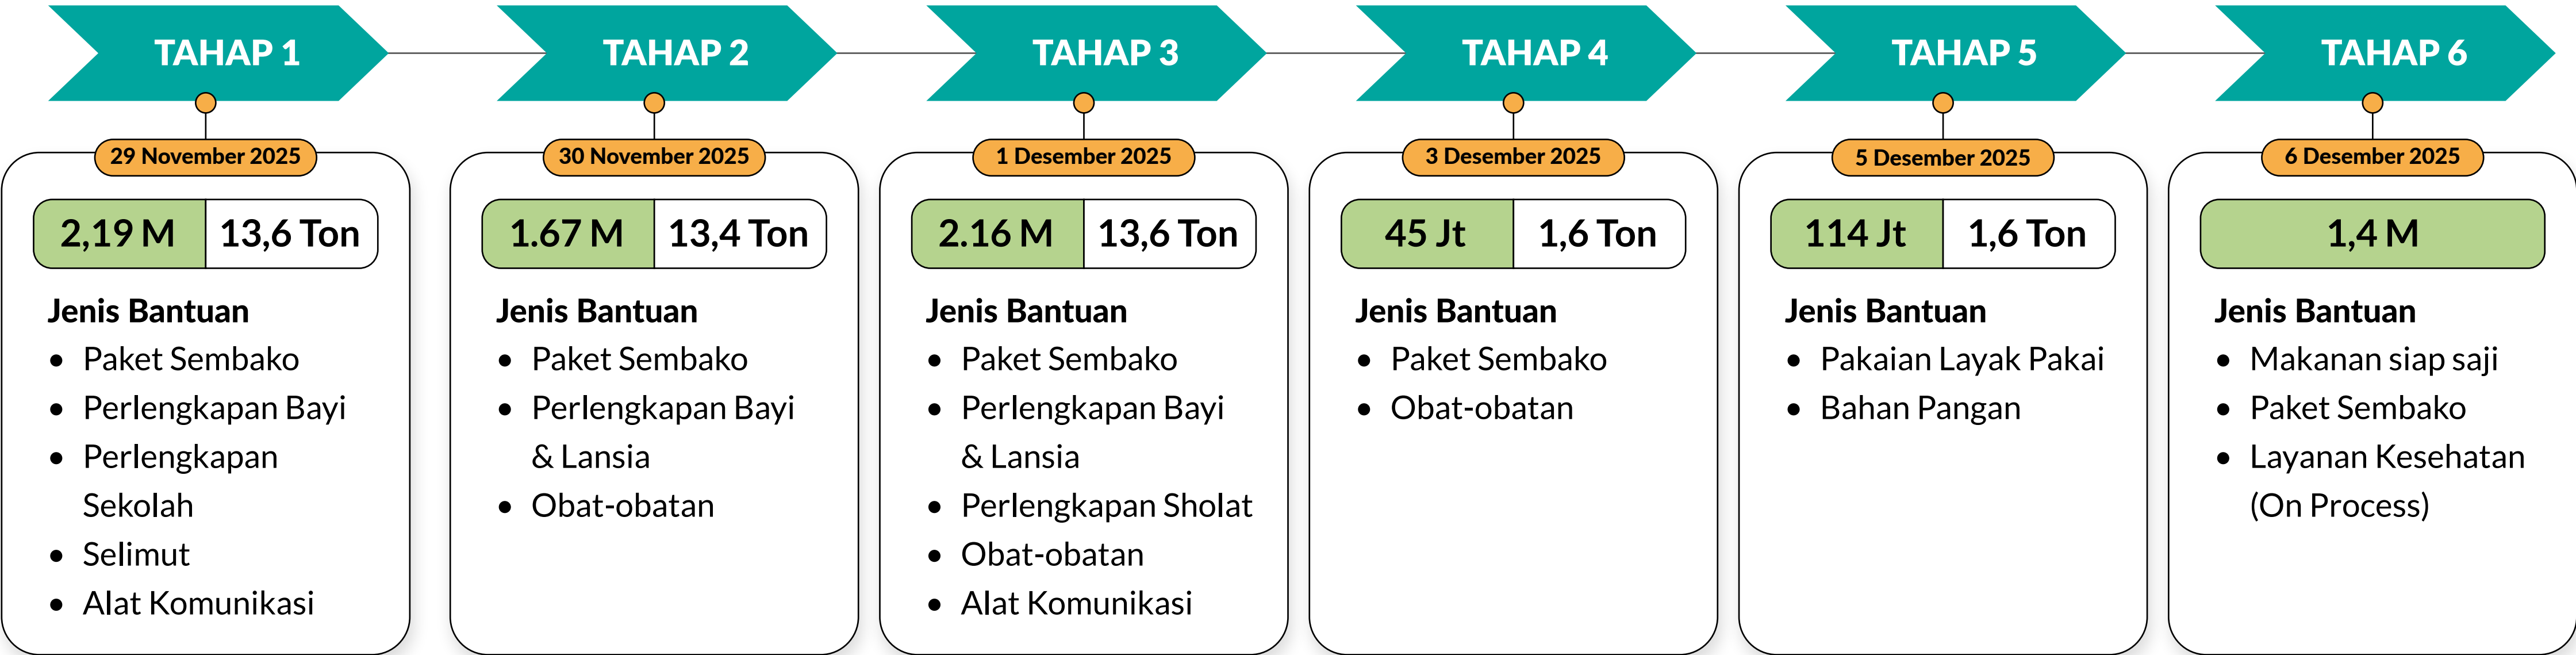 TAHAP 1
29 November 2025
2,19 M
13,6 Ton
Jenis Bantuan
• Paket Sembako
• Perlengkapan Bayi
• Perlengkapan
Sekolah
• Selimut
• Alat Komunikasi
TAHAP 2
30 November 2025
1.67 M
13,4 Ton
Jenis Bantuan
• Paket Sembako
• Perlengkapan Bayi
& Lansia
• Obat-obatan
TAHAP 3
1 Desember 2025
2.16 M
13,6 Ton
Jenis Bantuan
• Paket Sembako
• Perlengkapan Bayi
& Lansia
• Perlengkapan Sholat
• Obat-obatan
• Alat Komunikasi
TAHAP 4
3 Desember 2025
45 Jt
1,6 Ton
Jenis Bantuan
• Paket Sembako
• Obat-obatan
TAHAP 5
5 Desember 2025
114 Jt
1,6 Ton
Jenis Bantuan
• Pakaian Layak Pakai
• Bahan Pangan
TAHAP 6
6 Desember 2025
1,4 M
Jenis Bantuan
• Makanan siap saji
• Paket Sembako
• Layanan Kesehatan
(On Process)